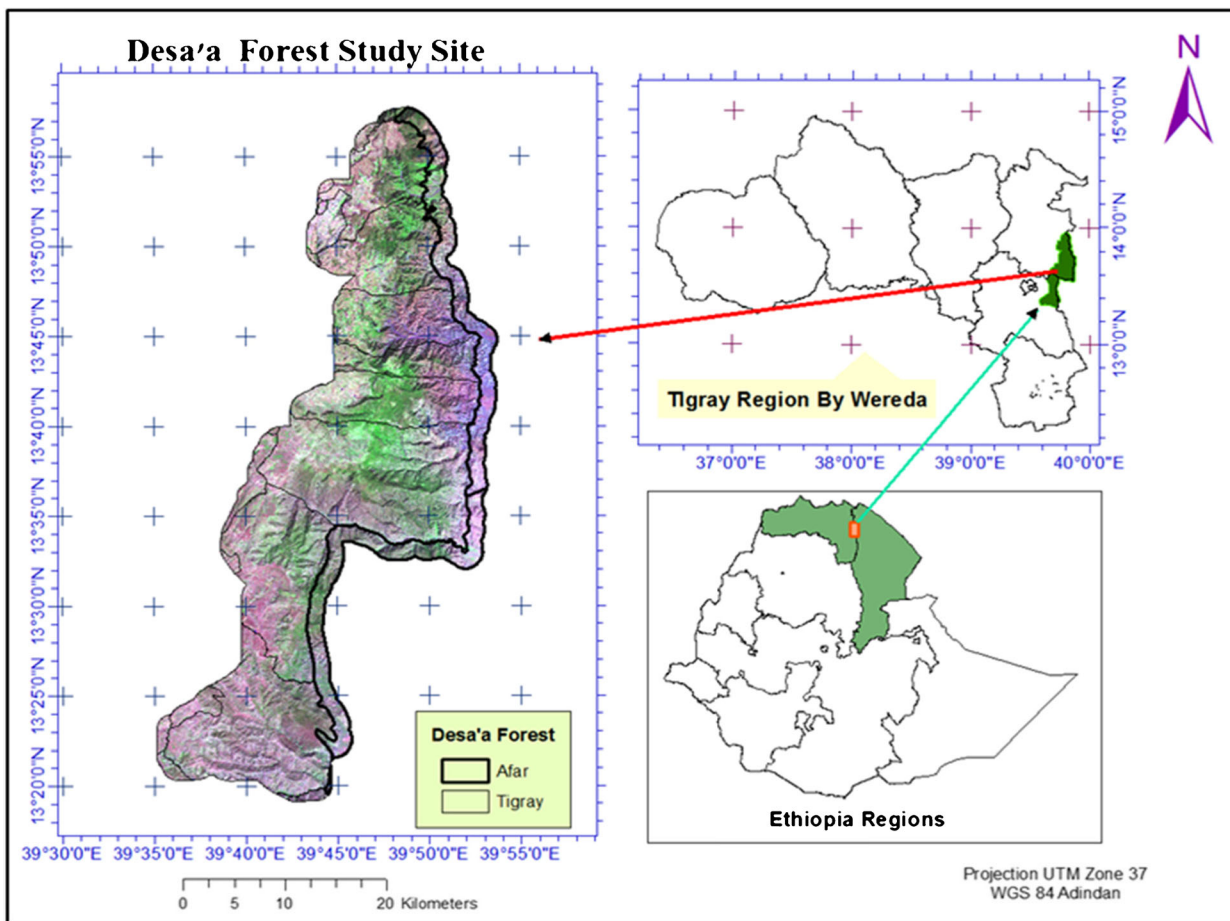 Desa'a Forest Study Site
N
13°55'0"N
13°50'0"N
13°45'0"N
13°40'0"N
13°35'0"N
13°30'0"N
13°25'0"N
13°20'0"N
39°30'0"E 39°35'0"E 39°40'0"E 39°45'0"E 39°50'0"E 39°55'0"E
Desa'a Forest
Afar
Tigray
0 5 10 20 Kilometers
15°0'0"N
14°0'0"N
13°0'0"N
Tigray Region By Wereda
37°0'0"E 38°0'0"E 39°0'0"E 40°0'0"E
Ethiopia Regions
Projection UTM Zone 37
WGS 84 Adindan